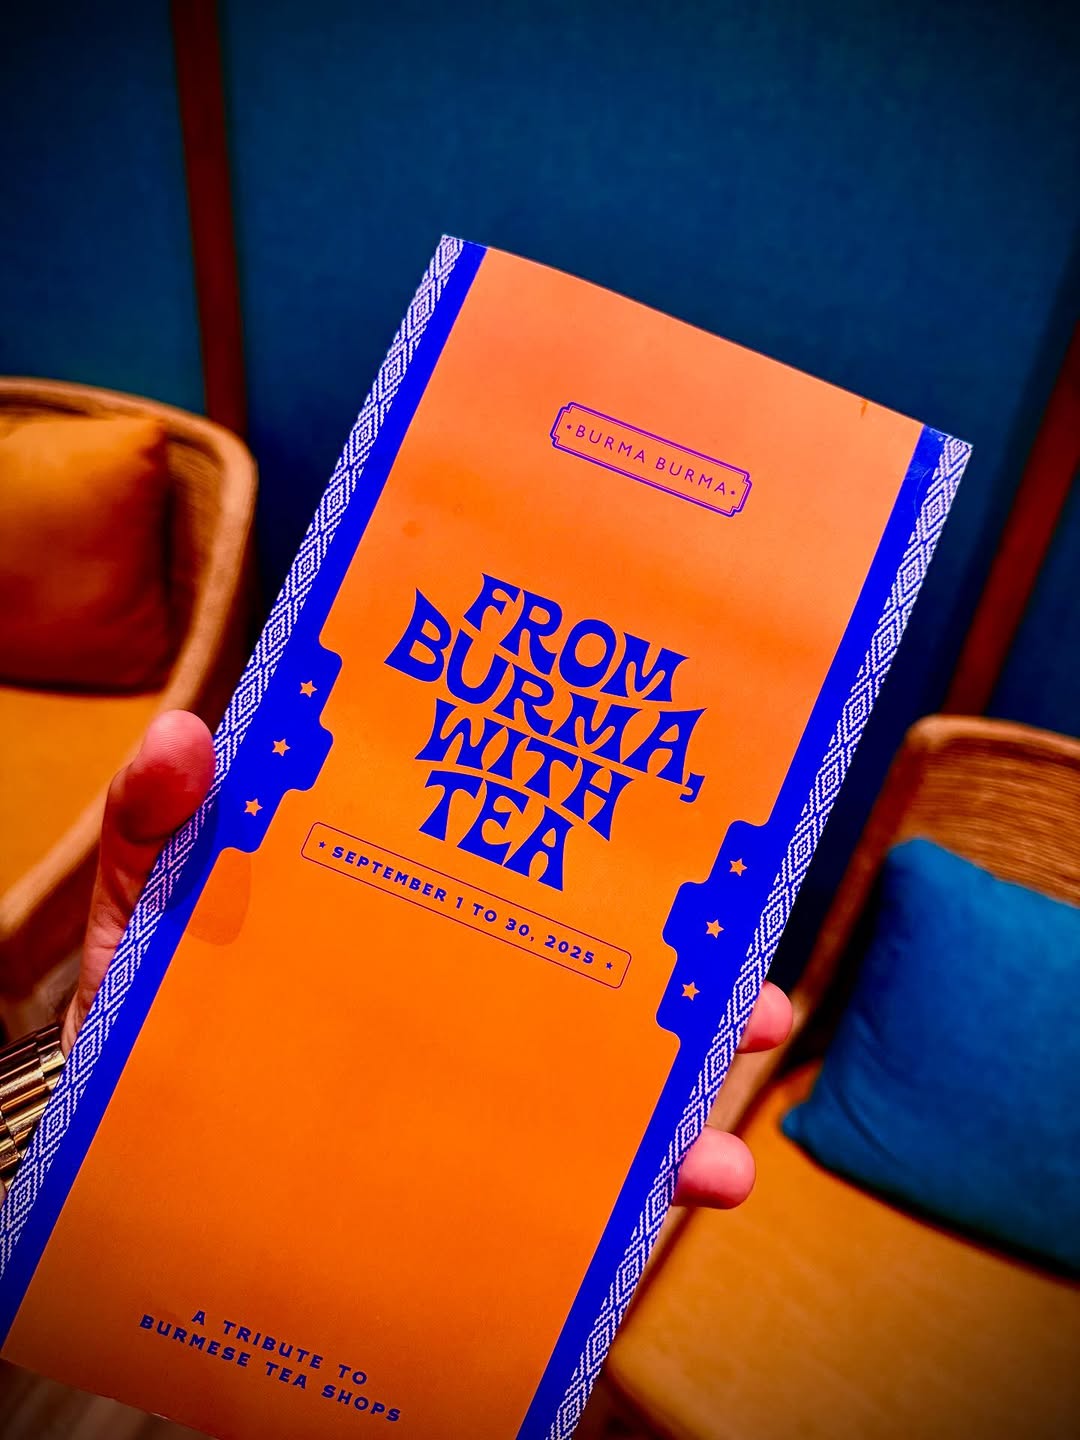 • BURMA BURMA •
FROM
BURMA,
WITH
TEA
★ SEPTEMBER 1 TO 30, 2025 ★
A TRIBUTE TO
BURMESE TEA SHOPS